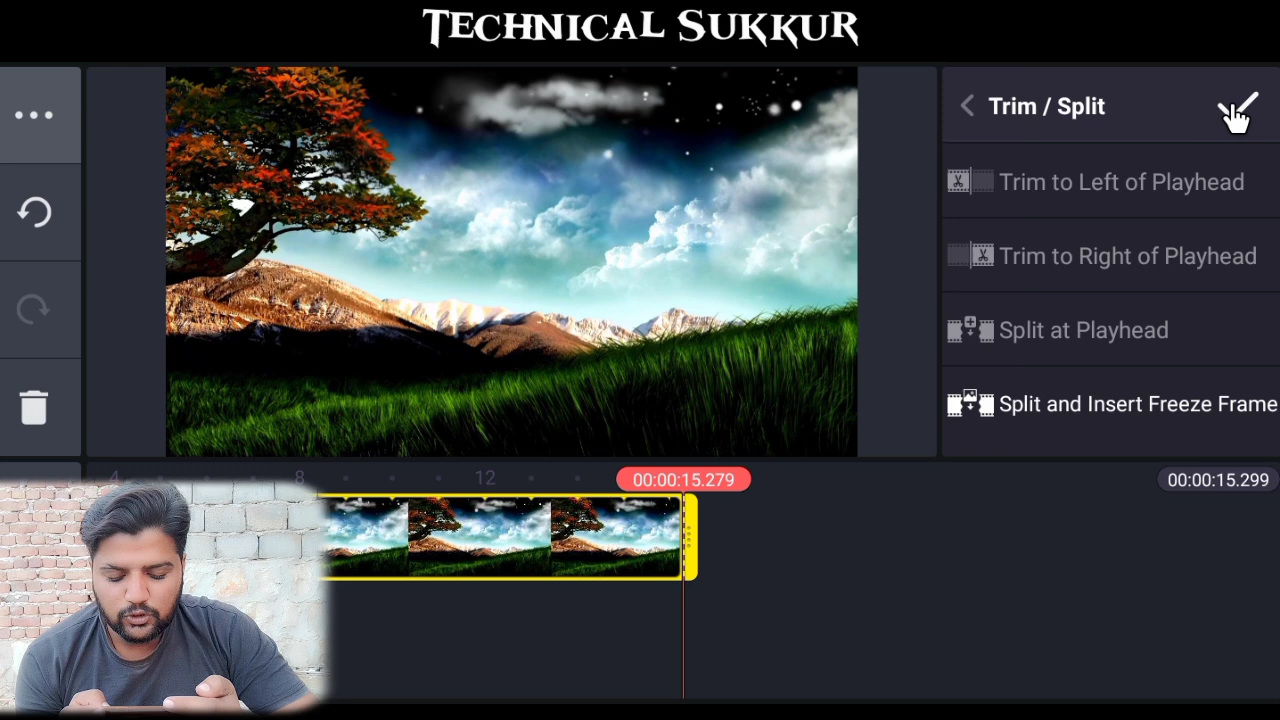 TECHNICAL SUKKUR
Trim / Split
Trim to Left of Playhead
Trim to Right of Playhead
Split at Playhead
Split and Insert Freeze Frame
4 8 12 00:00:15.279 00:00:15.299